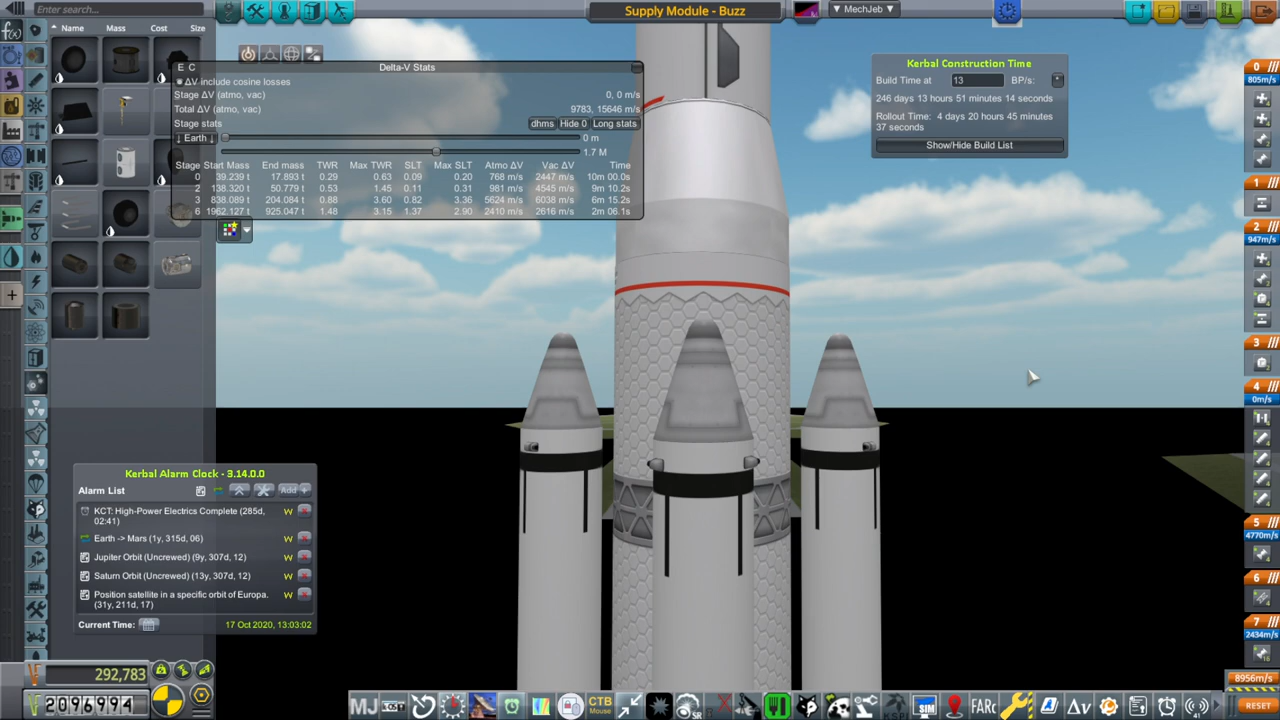 Enter search...
Supply Module - Buzz
▼ MechJeb ▼
Name Mass Cost Size
E C Delta-V Stats
ΔV include cosine losses
Stage ΔV (atmo, vac) 0, 0 m/s
Total ΔV (atmo, vac) 9783, 15646 m/s
Stage stats dhms Hide 0 Long stats
↓ Earth ↑ 0 m
1.7 M
Stage Start Mass End mass TWR Max TWR SLT Max SLT Atmo ΔV Vac ΔV Time
0 39.239 t 17.893 t 0.29 0.63 0.09 0.20 768 m/s 2447 m/s 10m 00.0s
2 138.320 t 50.779 t 0.53 1.45 0.11 0.31 981 m/s 4545 m/s 9m 10.2s
3 838.089 t 204.084 t 0.88 3.60 0.82 3.36 5624 m/s 6038 m/s 6m 15.2s
6 1962.127 t 925.047 t 1.48 3.15 1.37 2.90 2410 m/s 2616 m/s 2m 06.1s
Kerbal Construction Time
Build Time at 13 BP/s: *
246 days 13 hours 51 minutes 14 seconds
Rollout Time: 4 days 20 hours 45 minutes
37 seconds
Show/Hide Build List
0
805m/s
1
2
947m/s
3
4
0m/s
5
4770m/s
6
7
2434m/s
16
8956m/s
RESET
Kerbal Alarm Clock - 3.14.0.0
Alarm List Add +
KCT: High-Power Electrics Complete (285d, W
02:41)
Earth -> Mars (1y, 315d, 06) W
Jupiter Orbit (Uncrewed) (9y, 307d, 12) W
Saturn Orbit (Uncrewed) (13y, 307d, 12) W
Position satellite in a specific orbit of Europa. W
(31y, 211d, 17)
Current Time: 17 Oct 2020, 13:03:02
292,783
2096994
MJ COST CTB Mouse SR KSP SIM FARc Δv